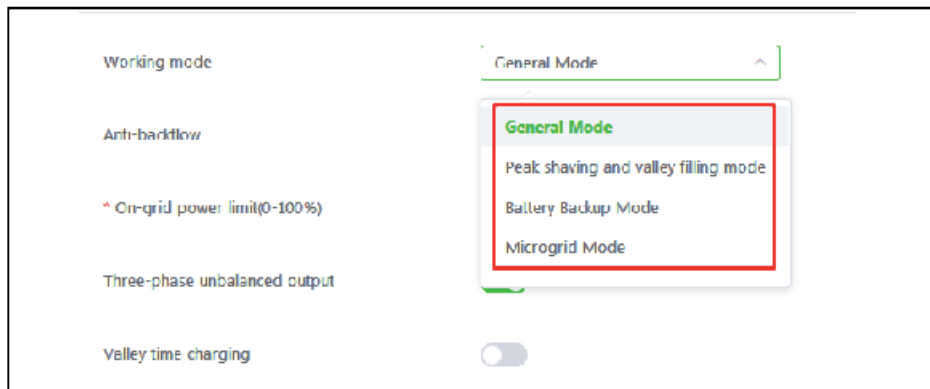 Working mode
General Mode
Anti-backflow
General Mode
Peak shaving and valley filling mode
* On-grid power limit(0-100%)
Battery Backup Mode
Microgrid Mode
Three-phase unbalanced output
Valley time charging